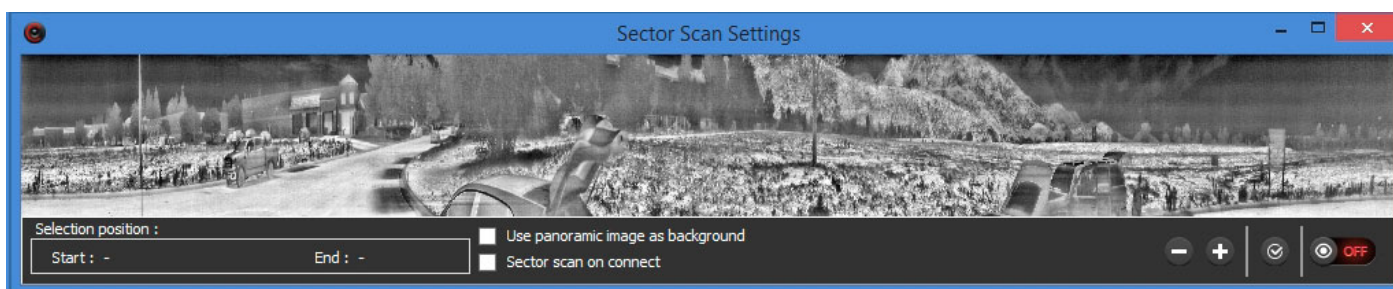 Sector Scan Settings
Selection position :
Start : -
End : -
Use panoramic image as background
Sector scan on connect
OFF